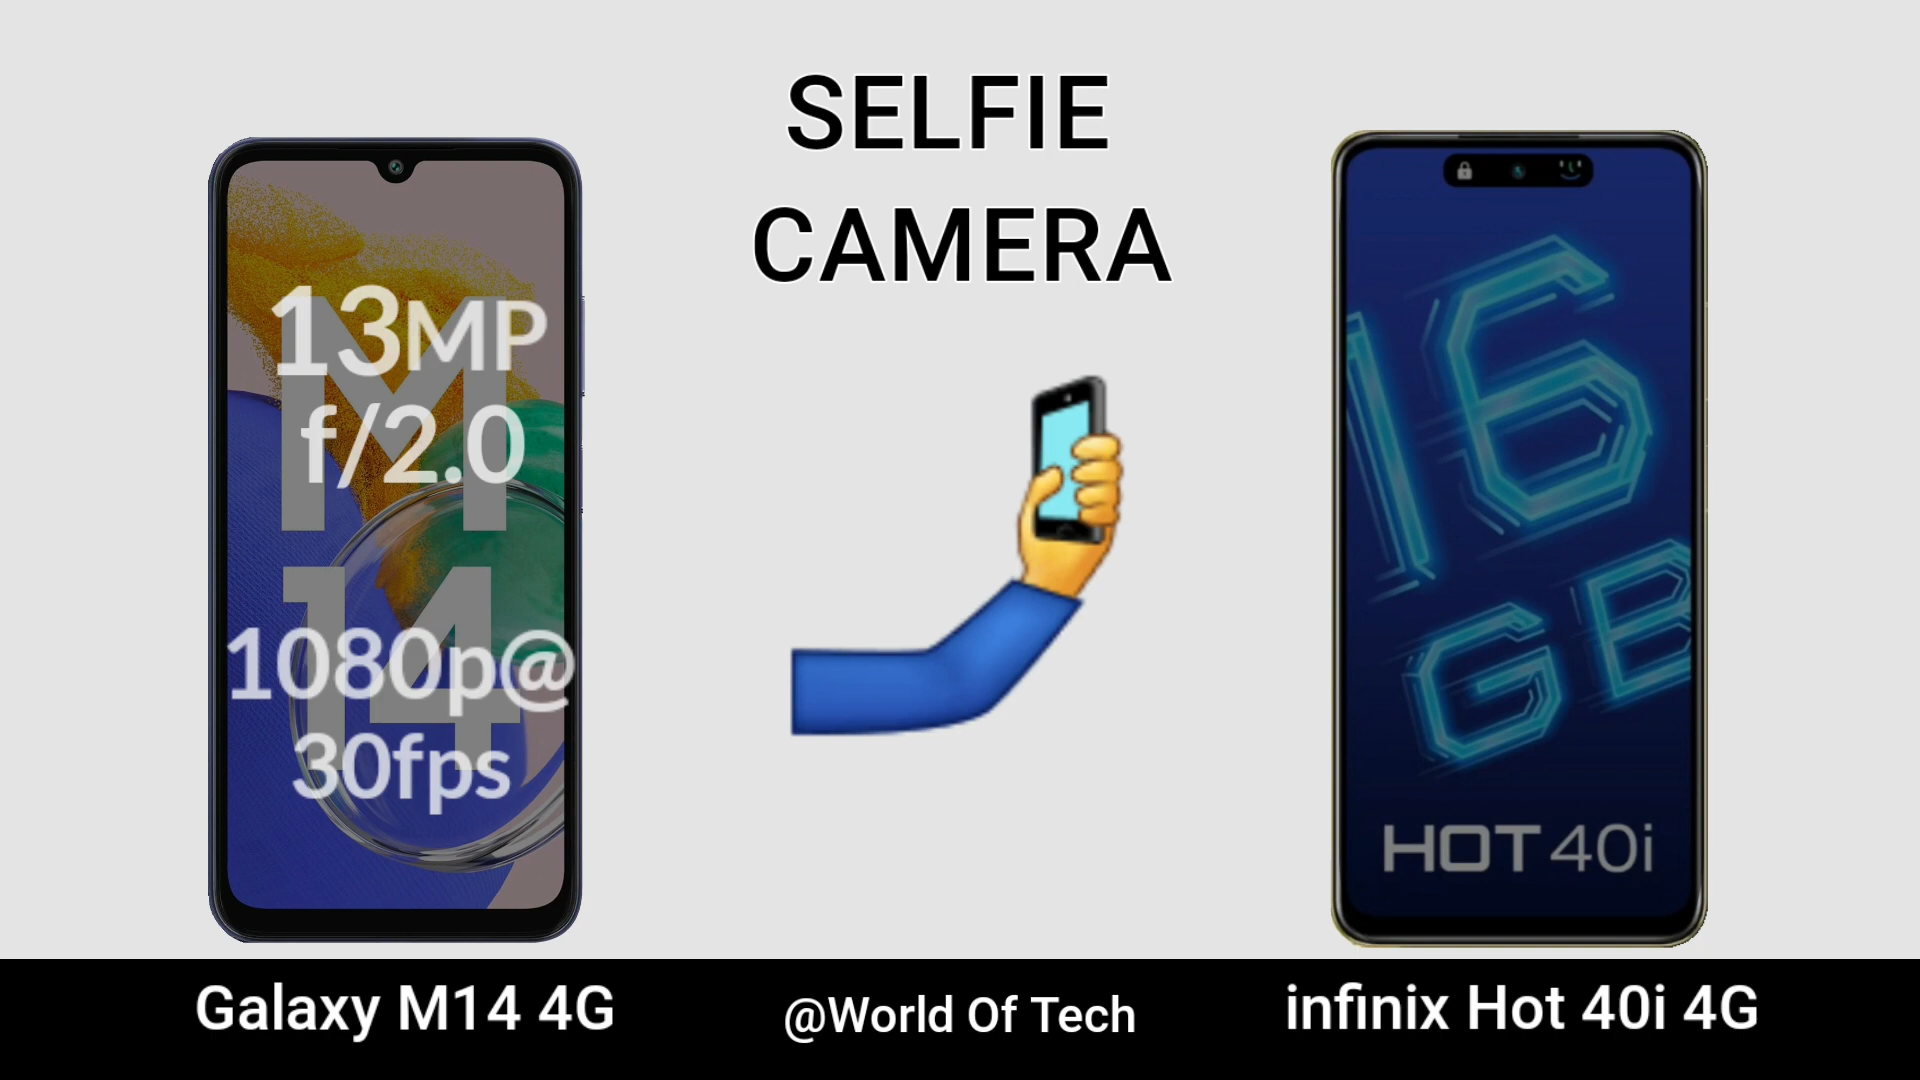 SELFIE
CAMERA
13MP
f/2.0
M
14
1080p@
30fps
16
GB
HOT 40i
Galaxy M14 4G
@World Of Tech
infinix Hot 40i 4G